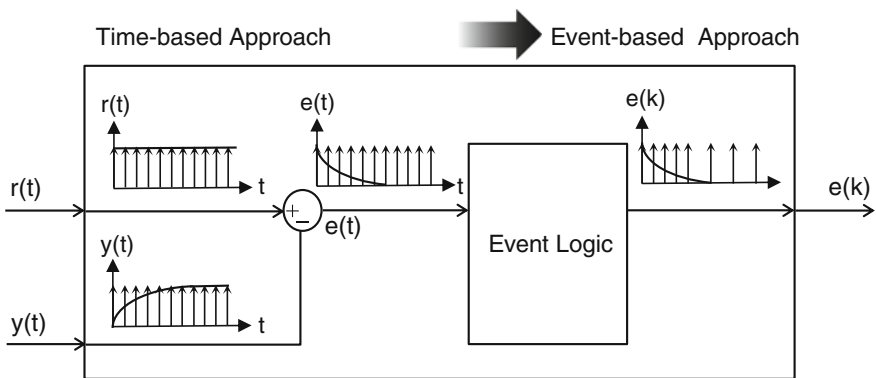 Time-based Approach
Event-based Approach
r(t)
e(t)
e(k)
t
t
r(t)
e(k)
+
−
e(t)
Event Logic
y(t)
t
y(t)